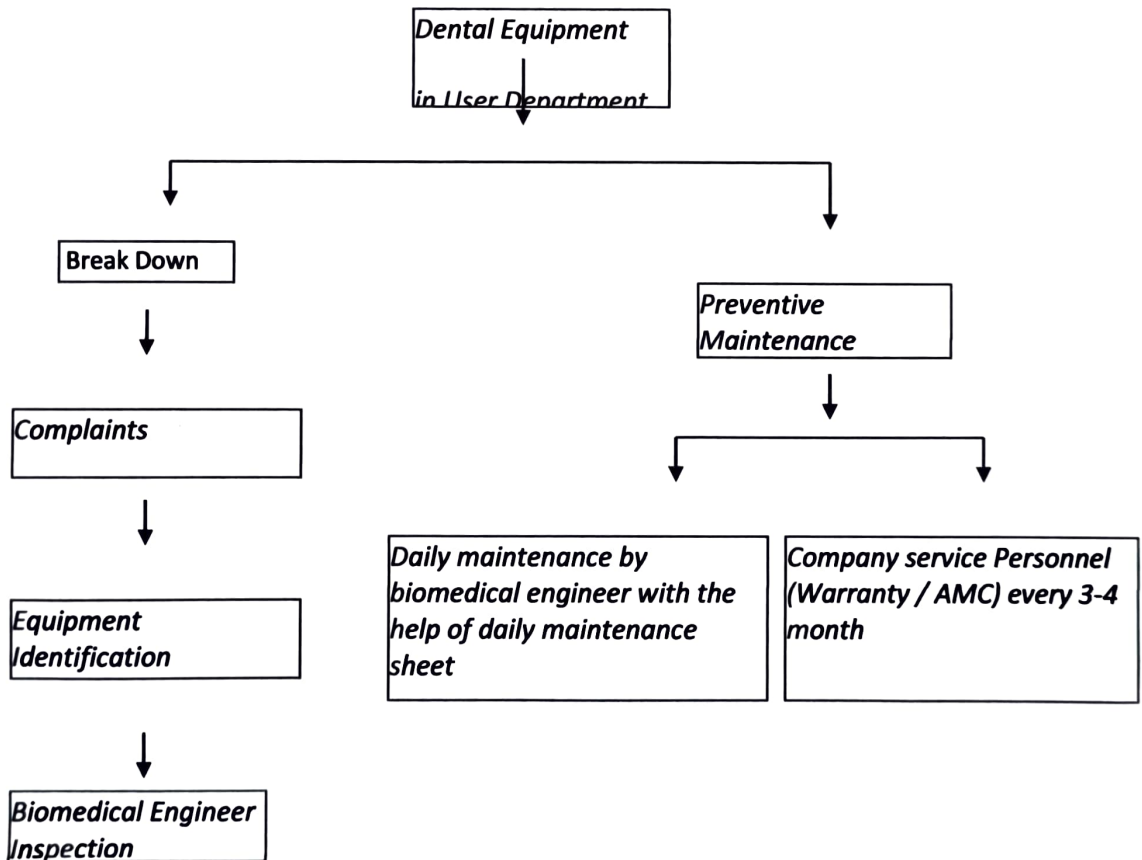 Dental Equipment
in User Department
Break Down
Preventive
Maintenance
Complaints
Daily maintenance by
biomedical engineer with the
help of daily maintenance
sheet
Company service Personnel
(Warranty / AMC) every 3-4
month
Equipment
Identification
Biomedical Engineer
Inspection